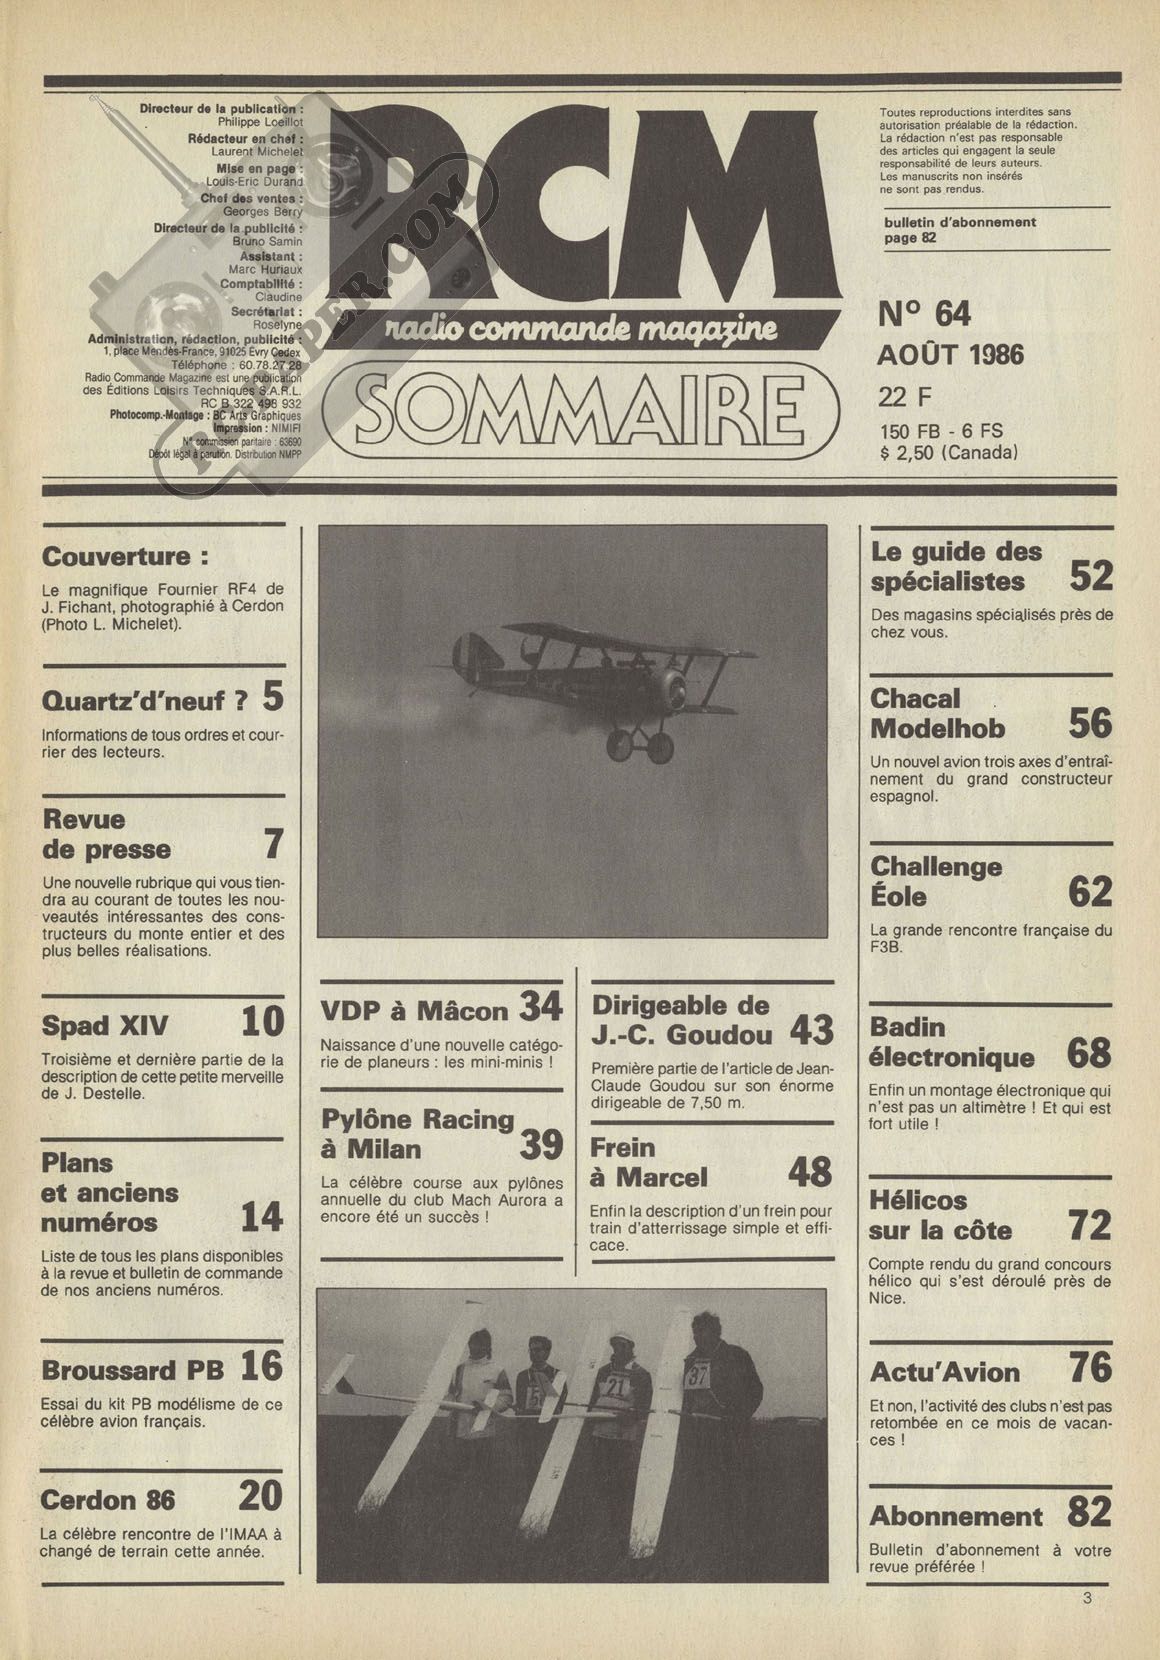 Directeur de la publication :
Philippe Loeillot
Rédacteur en chef :
Laurent Michelet
Mise en page :
Louis-Eric Durand
Chef des ventes :
Georges Berry
Directeur de la publicité :
Bruno Samin
Assistant :
Marc Huriaux
Comptabilité :
Claudine
Secrétariat :
Roselyne
Administration, rédaction, publicité :
1, place Mendès-France, 91025 Evry Cedex
Téléphone : 60.78.27.28
Radio Commande Magazine est une publication
des Éditions Loisirs Techniques S.A.R.L.
RC B 322 498 932
Photocomp.-Montage : BC Arts Graphiques
Impression : NIMIFI
N° commission paritaire : 63690
Dépôt légal à parution. Distribution NMPP
RCM
radio commande magazine
SOMMAIRE
Toutes reproductions interdites sans
autorisation préalable de la rédaction.
La rédaction n'est pas responsable
des articles qui engagent la seule
responsabilité de leurs auteurs.
Les manuscrits non insérés
ne sont pas rendus.
bulletin d'abonnement
page 82
N° 64
AOÛT 1986
22 F
150 FB - 6 FS
$ 2,50 (Canada)
Couverture :
Le magnifique Fournier RF4 de
J. Fichant, photographié à Cerdon
(Photo L. Michelet).
Quartz'd'neuf ? 5
Informations de tous ordres et cour-
rier des lecteurs.
Revue
de presse 7
Une nouvelle rubrique qui vous tien-
dra au courant de toutes les nou-
veautés intéressantes des cons-
tructeurs du monte entier et des
plus belles réalisations.
Spad XIV 10
Troisième et dernière partie de la
description de cette petite merveille
de J. Destelle.
Plans
et anciens
numéros 14
Liste de tous les plans disponibles
à la revue et bulletin de commande
de nos anciens numéros.
Broussard PB 16
Essai du kit PB modélisme de ce
célèbre avion français.
Cerdon 86 20
La célèbre rencontre de l'IMAA à
changé de terrain cette année.
VDP à Mâcon 34
Naissance d'une nouvelle catégo-
rie de planeurs : les mini-minis !
Pylône Racing
à Milan 39
La célèbre course aux pylônes
annuelle du club Mach Aurora a
encore été un succès !
Dirigeable de
J.-C. Goudou 43
Première partie de l'article de Jean-
Claude Goudou sur son énorme
dirigeable de 7,50 m.
Frein
à Marcel 48
Enfin la description d'un frein pour
train d'atterrissage simple et effi-
cace.
5
21
37
Le guide des
spécialistes 52
Des magasins spécialisés près de
chez vous.
Chacal
Modelhob 56
Un nouvel avion trois axes d'entraî-
nement du grand constructeur
espagnol.
Challenge
Éole 62
La grande rencontre française du
F3B.
Badin
électronique 68
Enfin un montage électronique qui
n'est pas un altimètre ! Et qui est
fort utile !
Hélicos
sur la côte 72
Compte rendu du grand concours
hélico qui s'est déroulé près de
Nice.
Actu'Avion 76
Et non, l'activité des clubs n'est pas
retombée en ce mois de vacan-
ces !
Abonnement 82
Bulletin d'abonnement à votre
revue préférée !
3